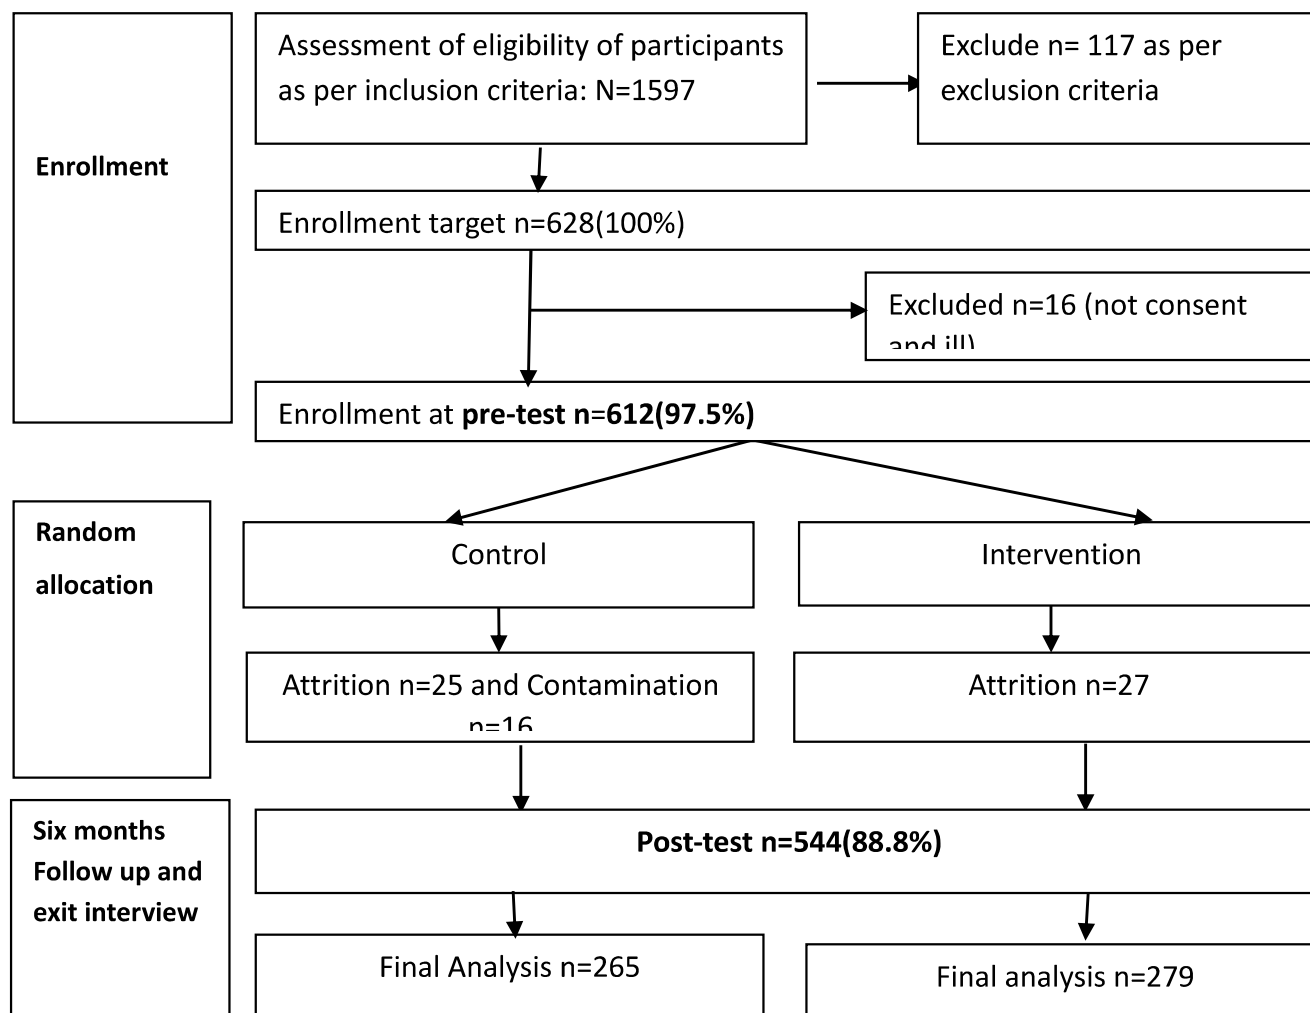 Enrollment
Assessment of eligibility of participants
as per inclusion criteria: N=1597
Exclude n= 117 as per
exclusion criteria
Enrollment target n=628(100%)
Excluded n=16 (not consent
and ill)
Enrollment at pre-test n=612(97.5%)
Random
allocation
Control
Intervention
Attrition n=25 and Contamination
n=16
Attrition n=27
Six months
Follow up and
exit interview
Post-test n=544(88.8%)
Final Analysis n=265
Final analysis n=279